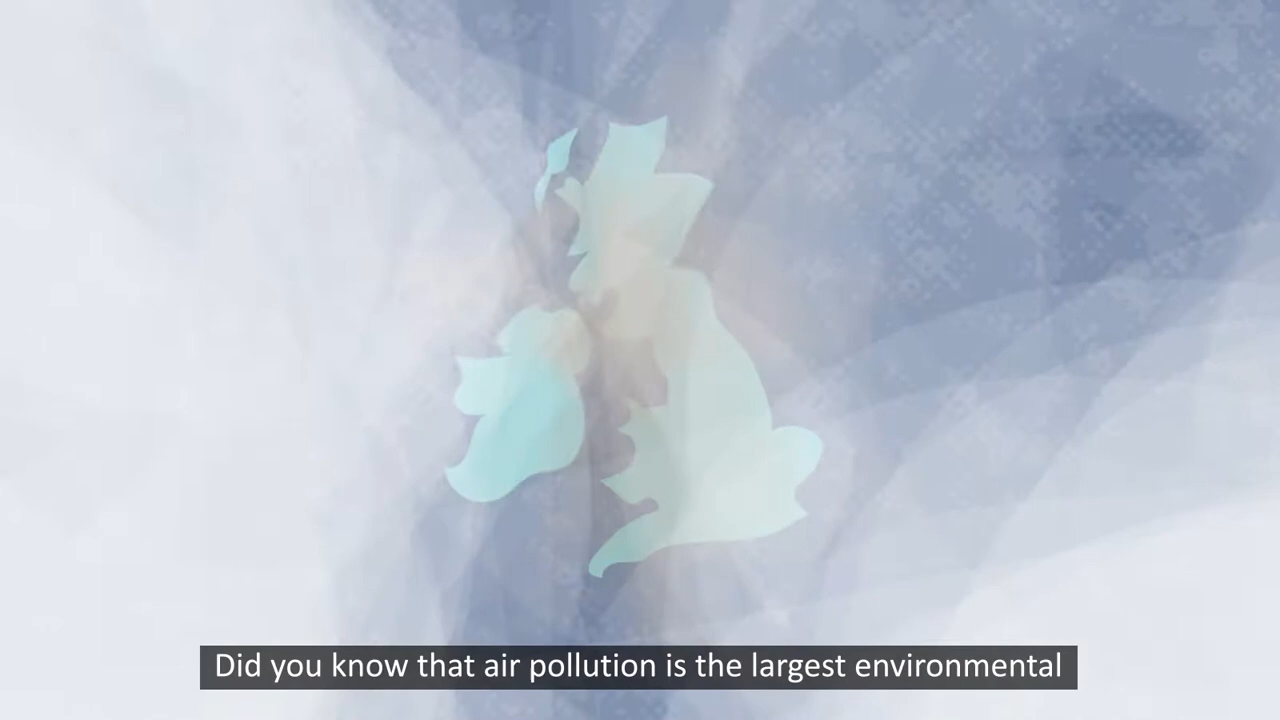 Did you know that air pollution is the largest environmental